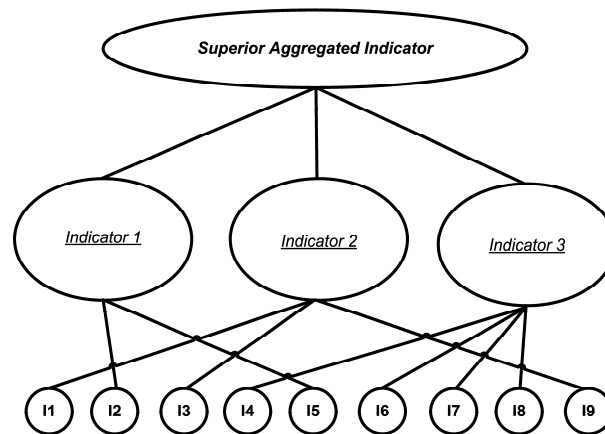 Superior Aggregated Indicator
Indicator 1
Indicator 2
Indicator 3
I1 I2 I3 I4 I5 I6 I7 I8 I9